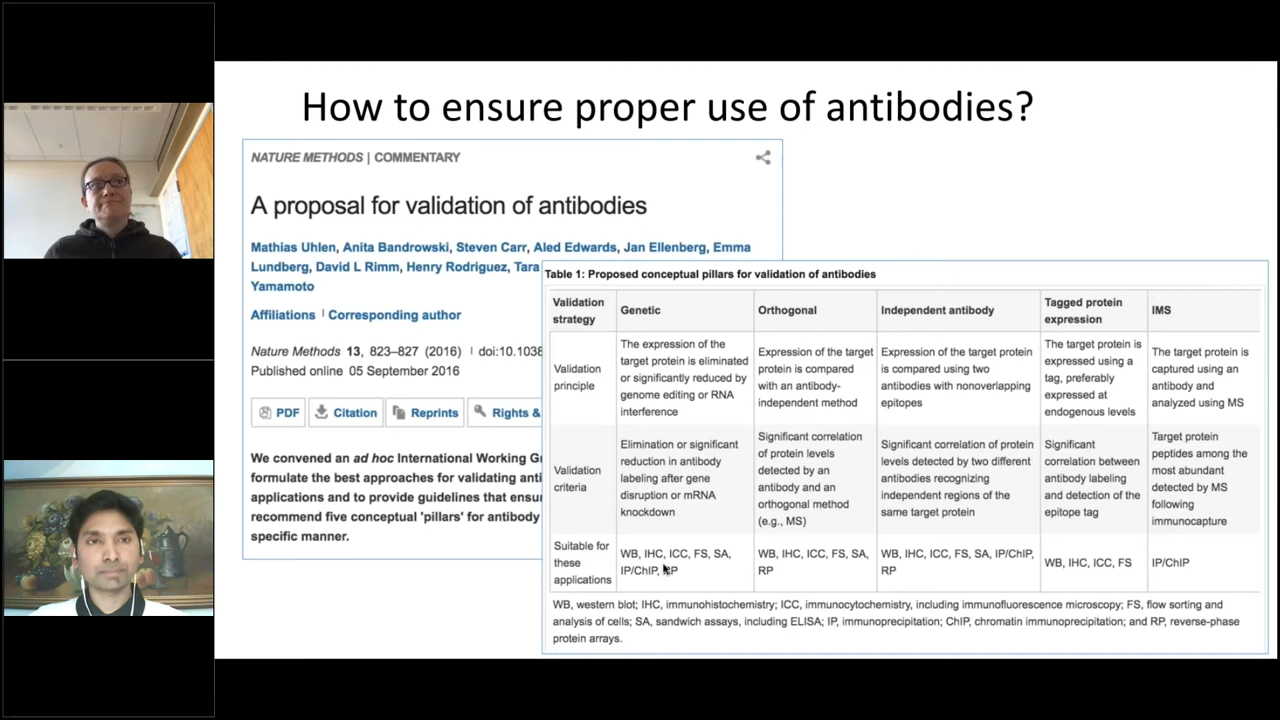 How to ensure proper use of antibodies?
NATURE METHODS | COMMENTARY
A proposal for validation of antibodies
Mathias Uhlen, Anita Bandrowski, Steven Carr, Aled Edwards, Jan Ellenberg, Emma
Lundberg, David L Rimm, Henry Rodriguez, Tara
Yamamoto
Affiliations | Corresponding author
Nature Methods 13, 823–827 (2016) | doi:10.1038
Published online 05 September 2016
PDF Citation Reprints Rights &
We convened an ad hoc International Working Gr
formulate the best approaches for validating anti
applications and to provide guidelines that ensur
recommend five conceptual 'pillars' for antibody
specific manner.
Table 1: Proposed conceptual pillars for validation of antibodies
Validation
strategy
Genetic
Orthogonal
Independent antibody
Tagged protein
expression
IMS
Validation
principle
The expression of the
target protein is eliminated
or significantly reduced by
genome editing or RNA
interference
Expression of the target
protein is compared
with an antibody-
independent method
Expression of the target protein
is compared using two
antibodies with nonoverlapping
epitopes
The target protein is
expressed using a
tag, preferably
expressed at
endogenous levels
The target protein is
captured using an
antibody and
analyzed using MS
Validation
criteria
Elimination or significant
reduction in antibody
labeling after gene
disruption or mRNA
knockdown
Significant correlation
of protein levels
detected by an
antibody and an
orthogonal method
(e.g., MS)
Significant correlation of protein
levels detected by two different
antibodies recognizing
independent regions of the
same target protein
Significant
correlation between
antibody labeling
and detection of the
epitope tag
Target protein
peptides among the
most abundant
detected by MS
following
immunocapture
Suitable for
these
applications
WB, IHC, ICC, FS, SA,
IP/ChIP, RP
WB, IHC, ICC, FS, SA,
RP
WB, IHC, ICC, FS, SA, IP/ChIP,
RP
WB, IHC, ICC, FS
IP/ChIP
WB, western blot; IHC, immunohistochemistry; ICC, immunocytochemistry, including immunofluorescence microscopy; FS, flow sorting and
analysis of cells; SA, sandwich assays, including ELISA; IP, immunoprecipitation; ChIP, chromatin immunoprecipitation; and RP, reverse-phase
protein arrays.